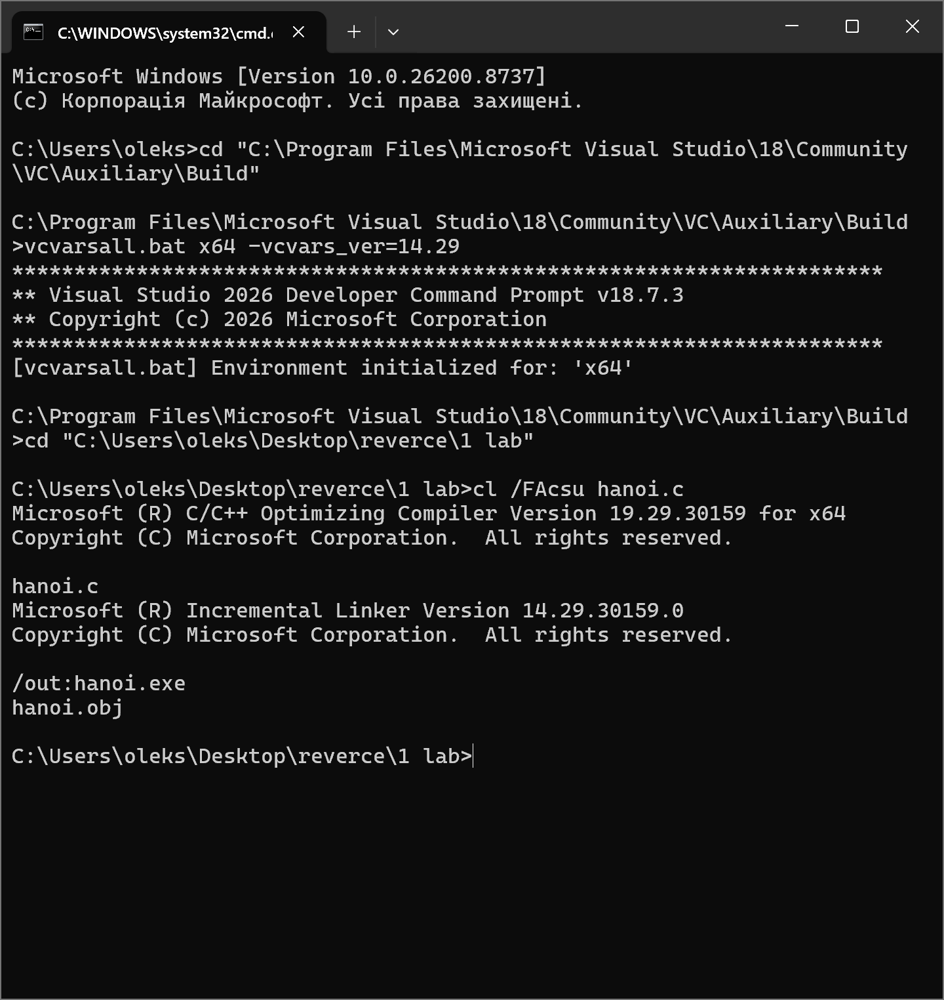 C:\WINDOWS\system32\cmd.
Microsoft Windows [Version 10.0.26200.8737]
(c) Корпорація Майкрософт. Усі права захищені.
C:\Users\oleks>cd "C:\Program Files\Microsoft Visual Studio\18\Community
\VC\Auxiliary\Build"
C:\Program Files\Microsoft Visual Studio\18\Community\VC\Auxiliary\Build
>vcvarsall.bat x64 -vcvars_ver=14.29
**********************************************************************
** Visual Studio 2026 Developer Command Prompt v18.7.3
** Copyright (c) 2026 Microsoft Corporation
**********************************************************************
[vcvarsall.bat] Environment initialized for: 'x64'
C:\Program Files\Microsoft Visual Studio\18\Community\VC\Auxiliary\Build
>cd "C:\Users\oleks\Desktop\reverce\1 lab"
C:\Users\oleks\Desktop\reverce\1 lab>cl /FAcsu hanoi.c
Microsoft (R) C/C++ Optimizing Compiler Version 19.29.30159 for x64
Copyright (C) Microsoft Corporation.  All rights reserved.
hanoi.c
Microsoft (R) Incremental Linker Version 14.29.30159.0
Copyright (C) Microsoft Corporation.  All rights reserved.
/out:hanoi.exe
hanoi.obj
C:\Users\oleks\Desktop\reverce\1 lab>